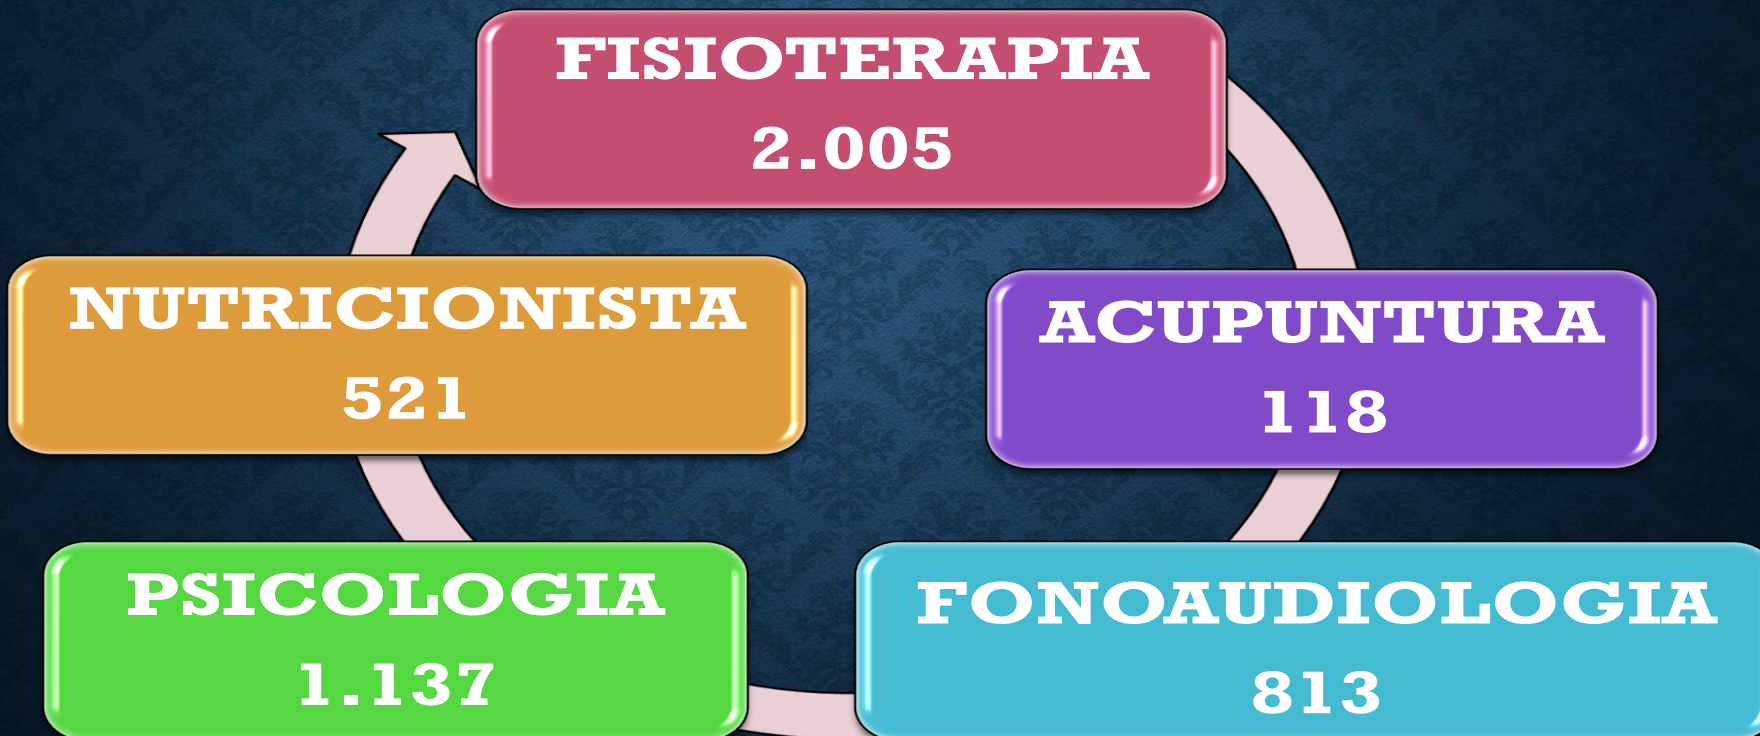 FISIOTERAPIA
2.005
ACUPUNTURA
118
FONOAUDIOLOGIA
813
PSICOLOGIA
1.137
NUTRICIONISTA
521